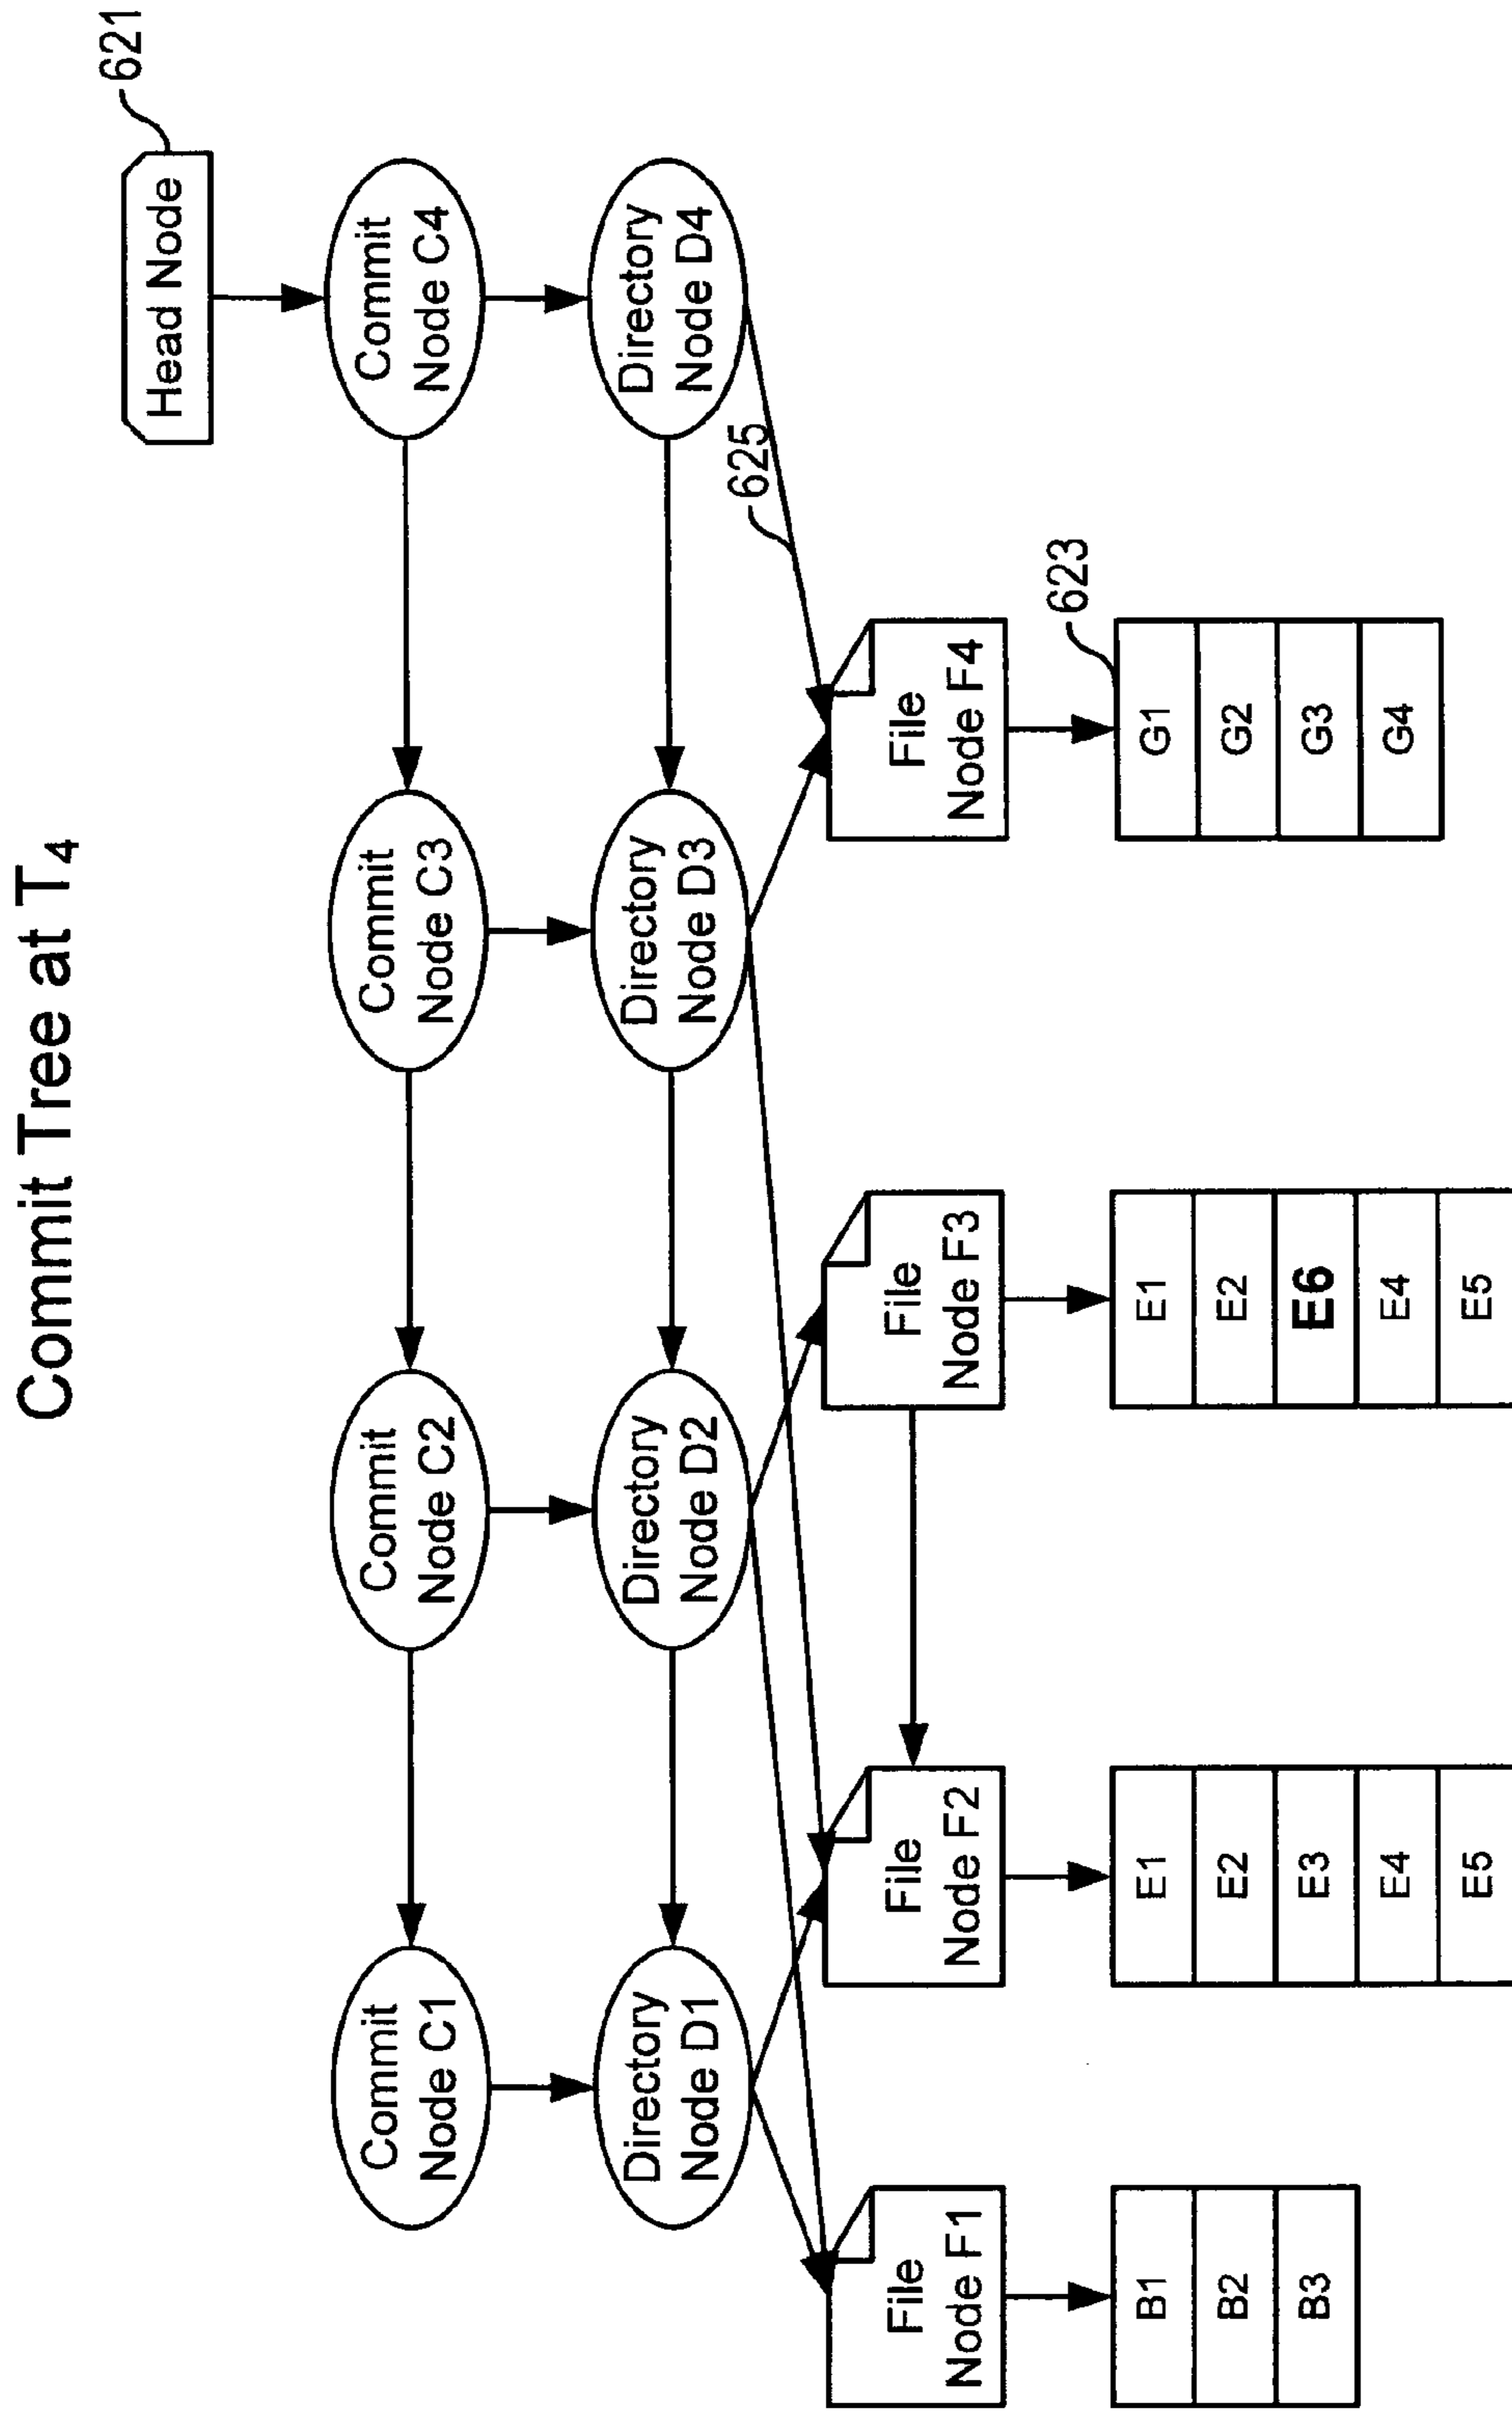 Commit Tree at T4
Head Node
621
Commit
Node C1
Commit
Node C2
Commit
Node C3
Commit
Node C4
Directory
Node D1
Directory
Node D2
Directory
Node D3
Directory
Node D4
625
File
Node F1
File
Node F2
File
Node F3
File
Node F4
623
B1
B2
B3
E1
E2
E3
E4
E5
E1
E2
E6
E4
E5
G1
G2
G3
G4